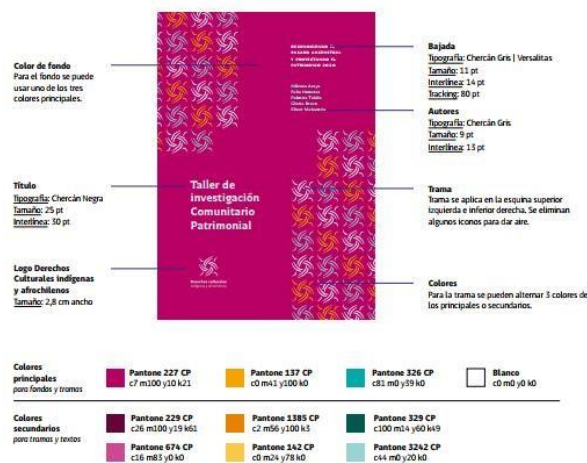 Color de fondo
Para el fondo se puede
usar uno de los tres
colores principales.
Título
Tipografía: Chercán Negra
Tamaño: 25 pt
Interlínea: 30 pt
Logo Derechos
Culturales indígenas
y afrochilenos
Tamaño: 2,8 cm ancho
Taller de
investigación
Comunitario
Patrimonial
Derechos culturales
Bajada
Tipografía: Chercán Gris | Versalitas
Tamaño: 11 pt
Interlínea: 14 pt
Tracking: 80 pt
Autores
Tipografía: Chercán Gris
Tamaño: 9 pt
Interlínea: 13 pt
Trama
Trama se aplica en la esquina superior
izquierda e inferior derecha. Se eliminan
algunos iconos para dar aire.
Colores
Para la trama se pueden alternar 3 colores de
los principales o secundarios.
Colores
principales
para fondos y tramas
Pantone 227 CP
c7 m100 y10 k21
Pantone 137 CP
c0 m41 y100 k0
Pantone 326 CP
c81 m0 y39 k0
Blanco
c0 m0 y0 k0
Colores
secundarios
para tramas y textos
Pantone 229 CP
c26 m100 y19 k61
Pantone 1385 CP
c2 m56 y100 k3
Pantone 329 CP
c100 m14 y60 k49
Pantone 674 CP
c16 m83 y0 k0
Pantone 142 CP
c0 m24 y78 k0
Pantone 3242 CP
c44 m0 y20 k0